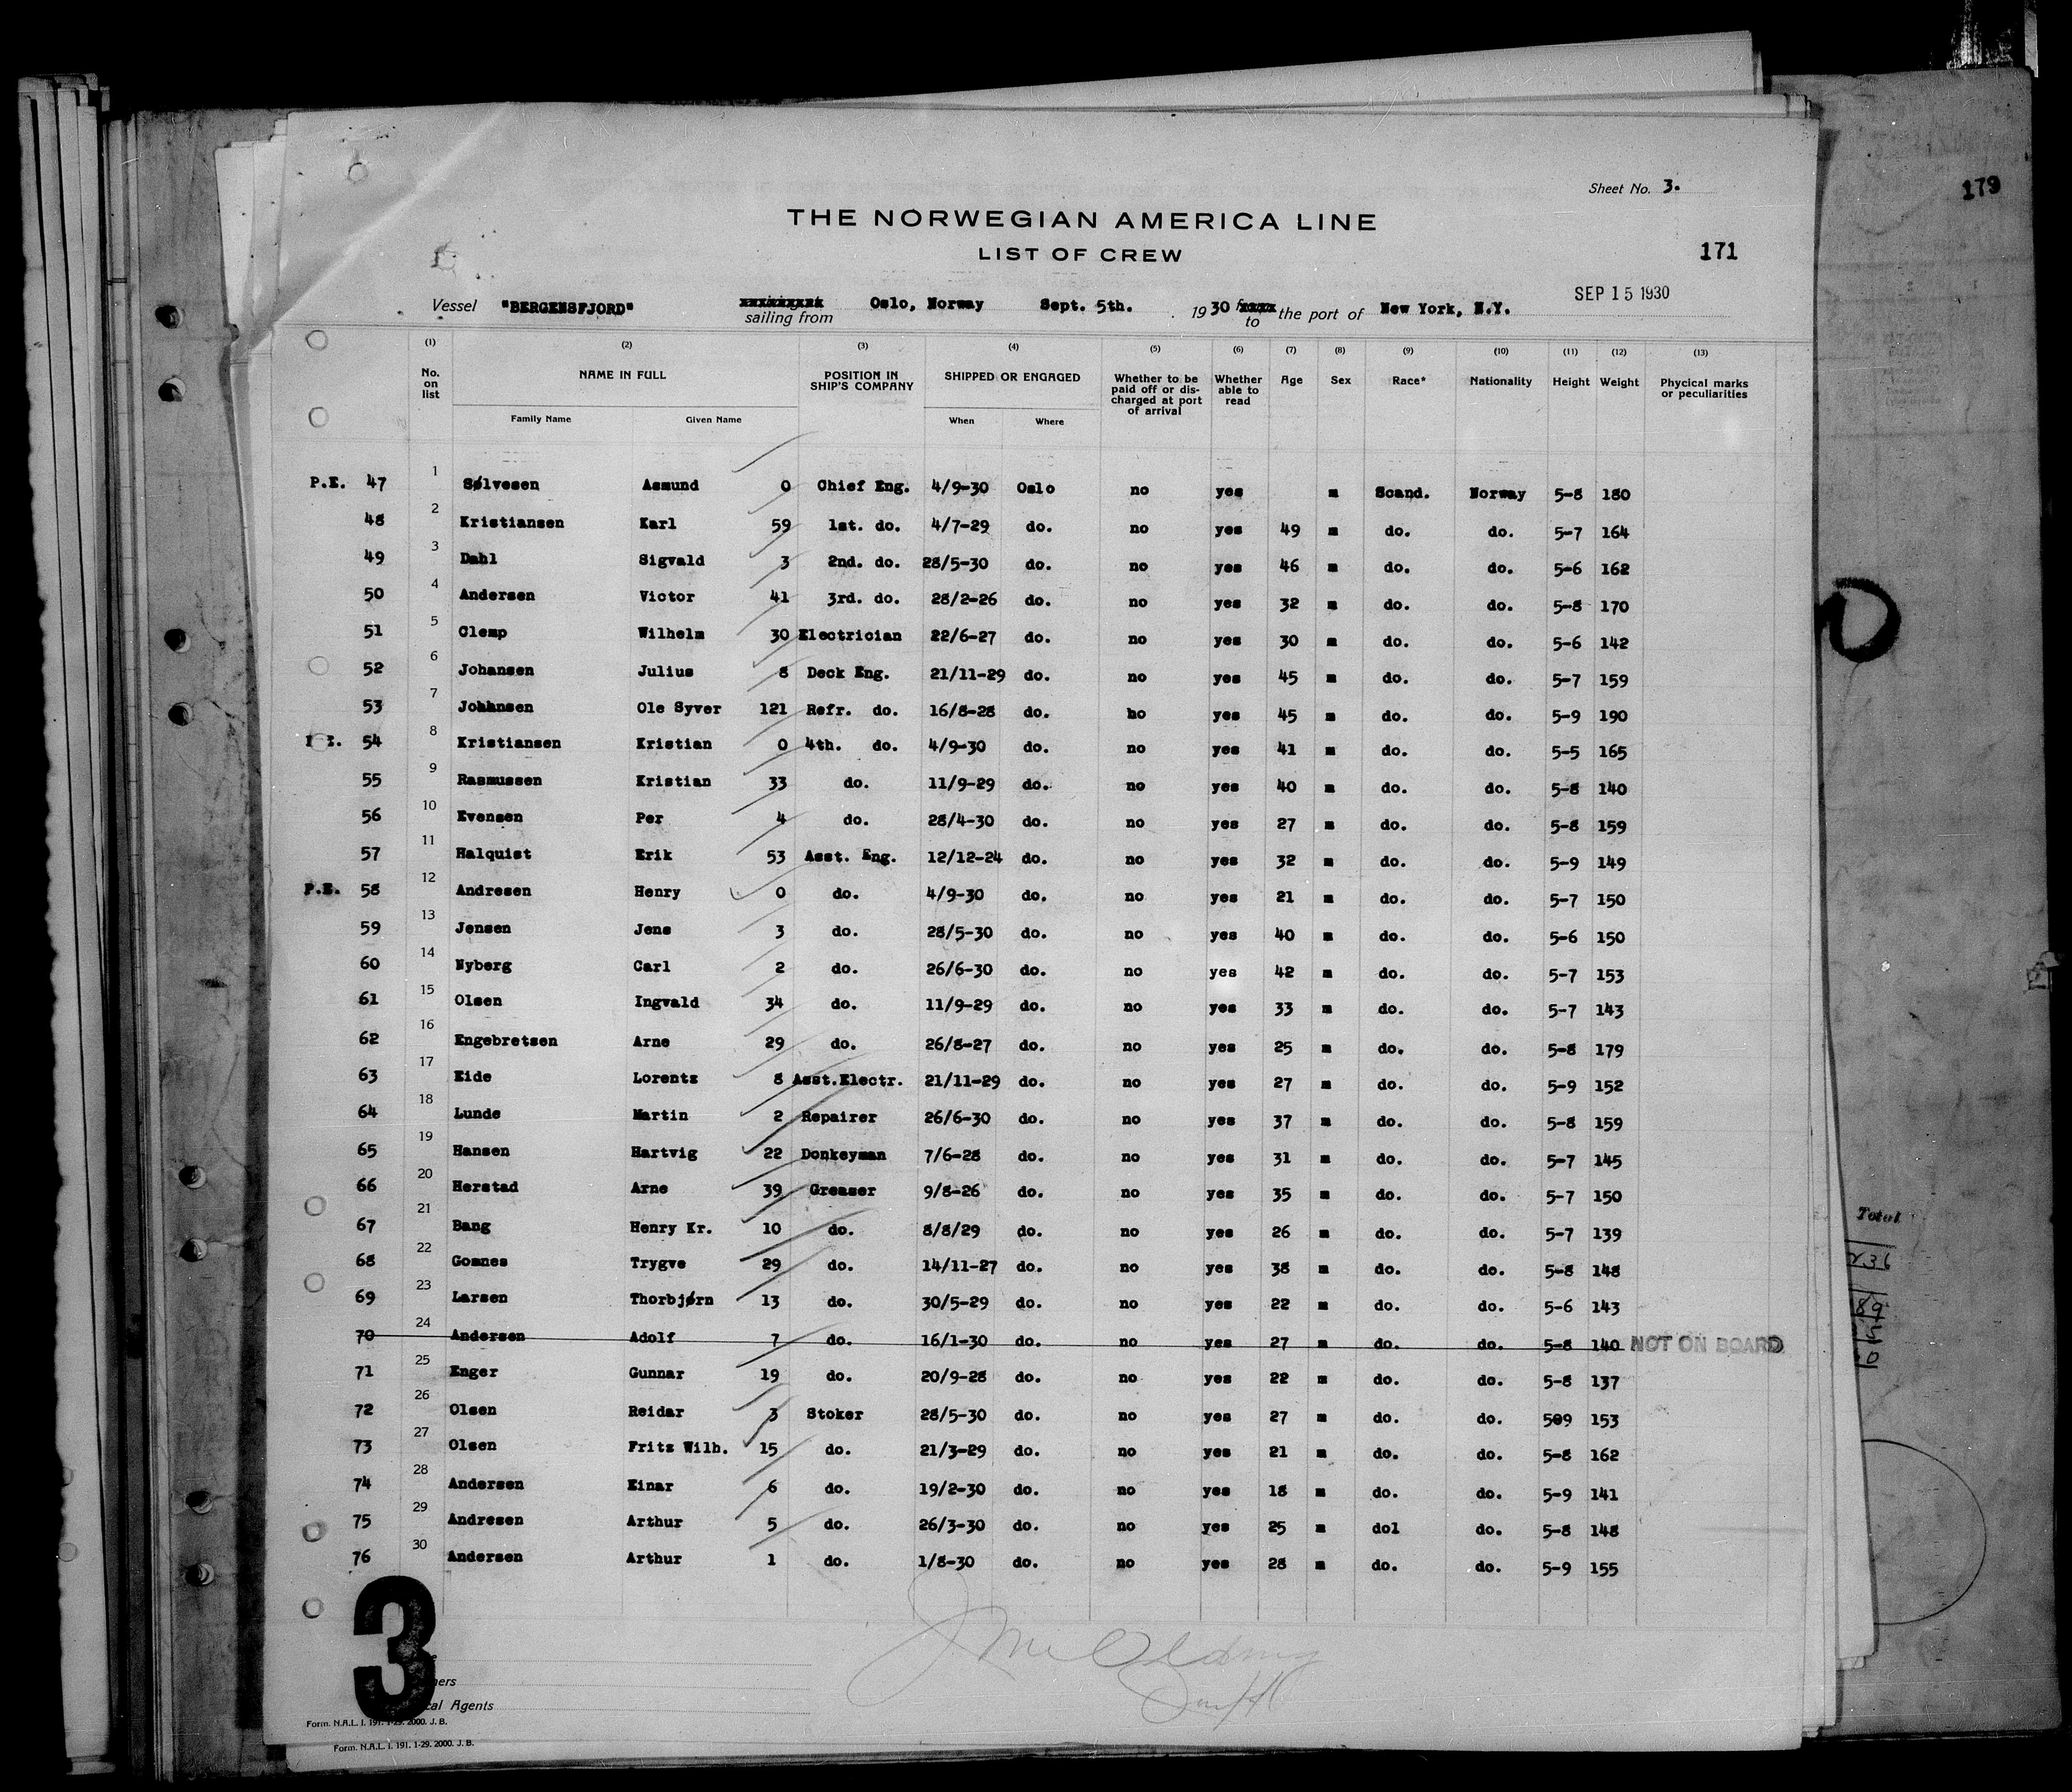 179
Sheet No. 3.
THE NORWEGIAN AMERICA LINE
LIST OF CREW
171
SEP 15 1930
Vessel "BERGENSFJORD" sailing from Oslo, Norway Sept. 5th. 1930 to the port of New York, N.Y.
(1) (2) (3) (4) (5) (6) (7) (8) (9) (10) (11) (12) (13)
No. on list NAME IN FULL POSITION IN SHIP'S COMPANY SHIPPED OR ENGAGED Whether to be paid off or discharged at port of arrival Whether able to read Age Sex Race* Nationality Height Weight Physical marks or peculiarities
Family Name Given Name When Where
P.E. 47 1 Sølvesen Asmund 0 Chief Eng. 4/9-30 Oslo no yes m Scand. Norway 5-8 180
48 2 Kristiansen Karl 59 1st. do. 4/7-29 do. no yes 49 m do. do. 5-7 164
49 3 Dahl Sigvald 3 2nd. do. 28/5-30 do. no yes 46 m do. do. 5-6 162
50 4 Andersen Victor 41 3rd. do. 28/2-26 do. no yes 32 m do. do. 5-8 170
51 5 Clemp Wilhelm 30 Electrician 22/6-27 do. no yes 30 m do. do. 5-6 142
52 6 Johansen Julius 8 Deck Eng. 21/11-29 do. no yes 45 m do. do. 5-7 159
53 7 Johansen Ole Syver 121 Refr. do. 16/8-28 do. ho yes 45 m do. do. 5-9 190
54 8 Kristiansen Kristian 0 4th. do. 4/9-30 do. no yes 41 m do. do. 5-5 165
55 9 Rasmussen Kristian 33 do. 11/9-29 do. no yes 40 m do. do. 5-8 140
56 10 Evensen Per 4 do. 28/4-30 do. no yes 27 m do. do. 5-8 159
57 11 Halquist Erik 53 Asst. Eng. 12/12-24 do. no yes 32 m do. do. 5-9 149
P.E. 58 12 Andresen Henry 0 do. 4/9-30 do. no yes 21 m do. do. 5-7 150
59 13 Jensen Jens 3 do. 28/5-30 do. no yes 40 m do. do. 5-6 150
60 14 Nyberg Carl 2 do. 26/6-30 do. no yes 42 m do. do. 5-7 153
61 15 Olsen Ingvald 34 do. 11/9-29 do. no yes 33 m do. do. 5-7 143
62 16 Engebretsen Arne 29 do. 26/8-27 do. no yes 25 m do. do. 5-8 179
63 17 Eide Lorentz 8 Asst.Electr. 21/11-29 do. no yes 27 m do. do. 5-9 152
64 18 Lunde Martin 2 Repairer 26/6-30 do. no yes 37 m do. do. 5-8 159
65 19 Hansen Hartvig 22 Donkeyman 7/6-28 do. no yes 31 m do. do. 5-7 145
66 20 Herstad Arne 39 Greaser 9/8-26 do. no yes 35 m do. do. 5-7 150
67 21 Bang Henry Kr. 10 do. 8/8/29 do. no yes 26 m do. do. 5-7 139
68 22 Gomnes Trygve 29 do. 14/11-27 do. no yes 38 m do. do. 5-8 148
69 23 Larsen Thorbjørn 13 do. 30/5-29 do. no yes 22 m do. do. 5-6 143
70 24 Andersen Adolf 7 do. 16/1-30 do. no yes 27 m do. do. 5-8 140 NOT ON BOARD
71 25 Enger Gunnar 19 do. 20/9-28 do. no yes 22 m do. do. 5-8 137
72 26 Olsen Reidar 3 Stoker 28/5-30 do. no yes 27 m do. do. 509 153
73 27 Olsen Fritz Wilh. 15 do. 21/3-29 do. no yes 21 m do. do. 5-8 162
74 28 Andersen Einar 6 do. 19/2-30 do. no yes 18 m do. do. 5-9 141
75 29 Andresen Arthur 5 do. 26/3-30 do. no yes 25 m dol do. 5-8 148
76 30 Andersen Arthur 1 do. 1/8-30 do. no yes 28 m do. do. 5-9 155
3
cal Agents
Form. N.A.L. I. 191. 1-29. 2000. J. B.
Form. N.A.L. I. 191. 1-29. 2000. J. B.
Total